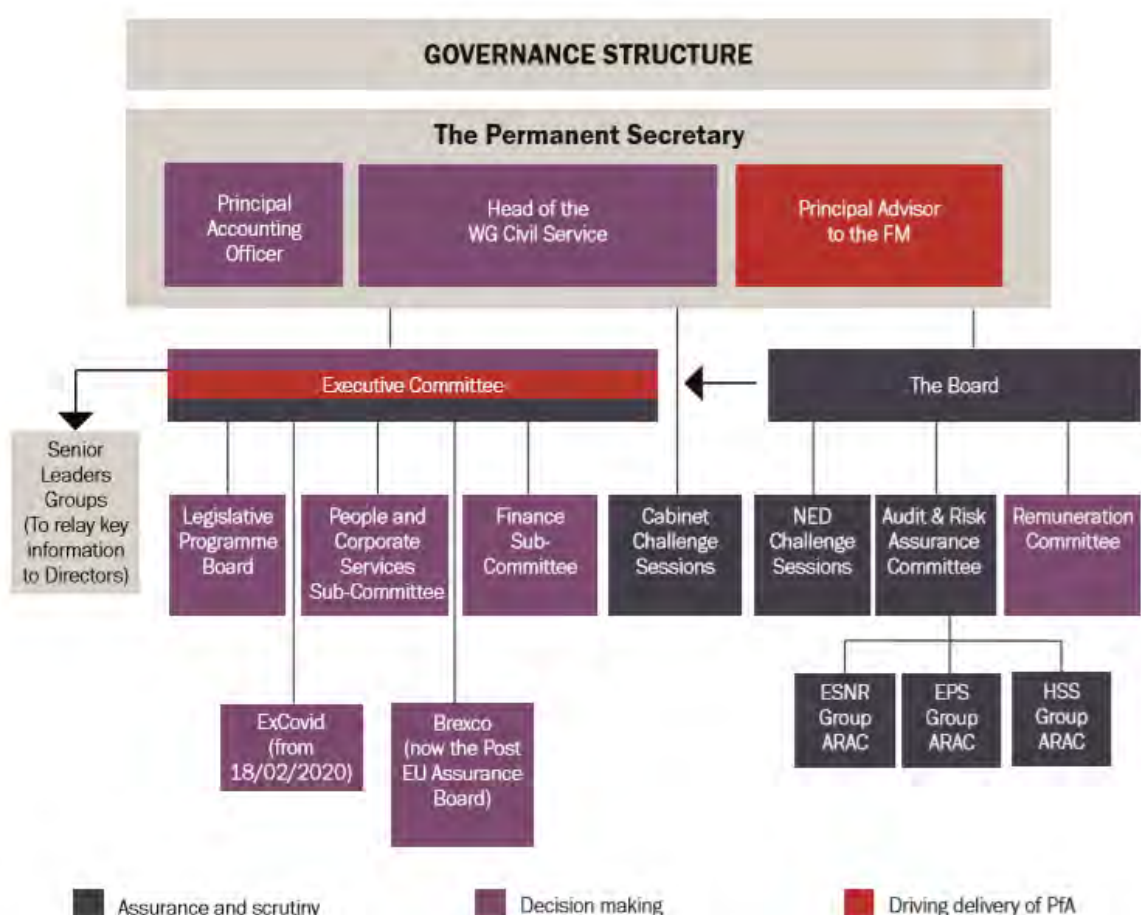 GOVERNANCE STRUCTURE
The Permanent Secretary
Principal
Accounting
Officer
Head of the
WG Civil Service
Principal Advisor
to the FM
Executive Committee
The Board
Senior
Leaders
Groups
(To relay key
information
to Directors)
Legislative
Programme
Board
People and
Corporate
Services
Sub-Committee
Finance
Sub-
Committee
Cabinet
Challenge
Sessions
NED
Challenge
Sessions
Audit & Risk
Assurance
Committee
Remuneration
Committee
ExCovid
(from
18/02/2020)
Brexco
(now the Post
EU Assurance
Board)
ESNR
Group
ARAC
EPS
Group
ARAC
HSS
Group
ARAC
Assurance and scrutiny
Decision making
Driving delivery of PfA